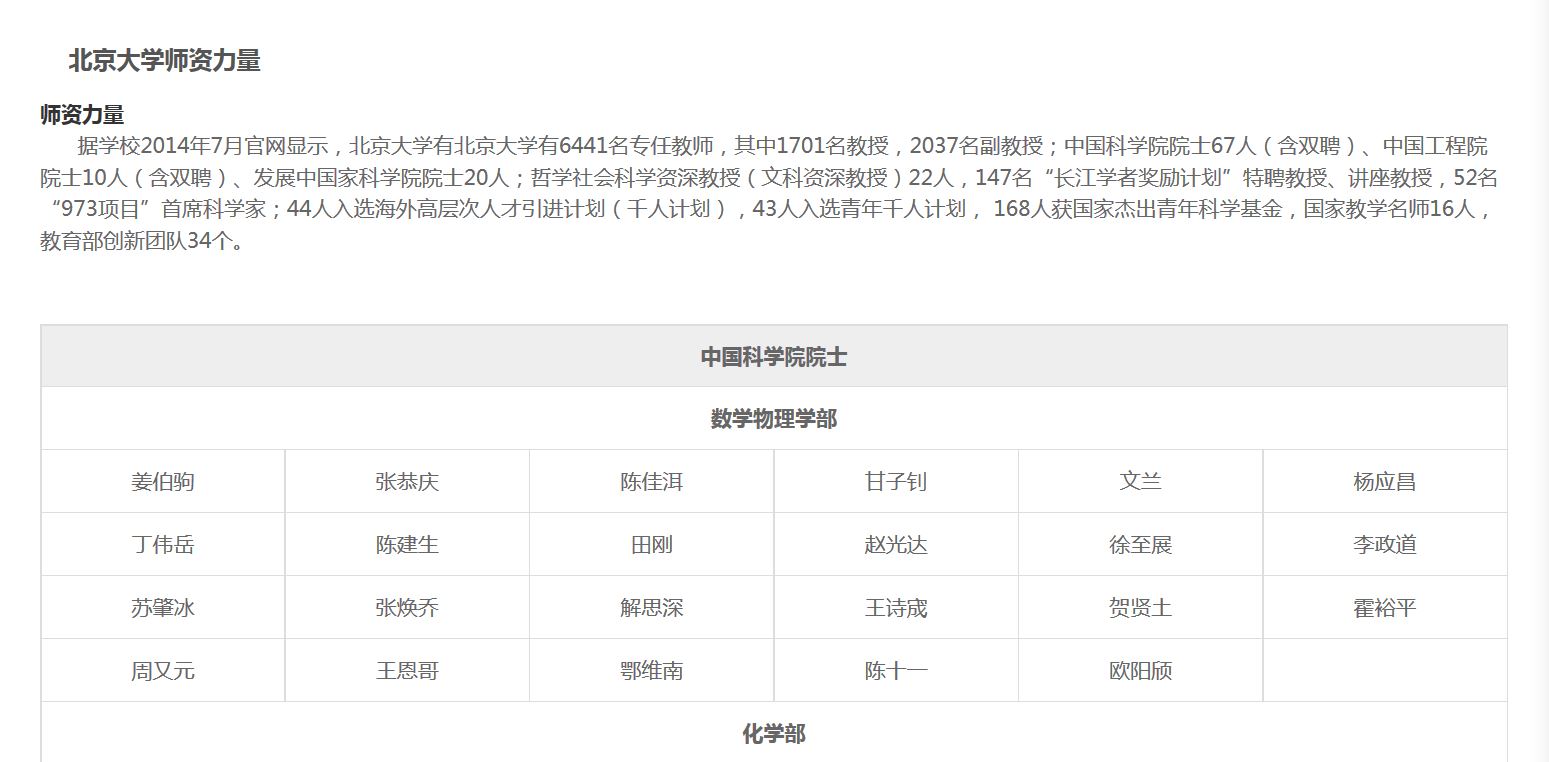 北京大学师资力量
师资力量
据学校2014年7月官网显示，北京大学有北京大学有6441名专任教师，其中1701名教授，2037名副教授；中国科学院院士67人（含双聘）、中国工程院
院士10人（含双聘）、发展中国家科学院院士20人；哲学社会科学资深教授（文科资深教授）22人，147名“长江学者奖励计划”特聘教授、讲座教授，52名
“973项目”首席科学家；44人入选海外高层次人才引进计划（千人计划），43人入选青年千人计划， 168人获国家杰出青年科学基金，国家教学名师16人，
教育部创新团队34个。
中国科学院院士
数学物理学部
姜伯驹 张恭庆 陈佳洱 甘子钊 文兰 杨应昌
丁伟岳 陈建生 田刚 赵光达 徐至展 李政道
苏肇冰 张焕乔 解思深 王诗宬 贺贤土 霍裕平
周又元 王恩哥 鄂维南 陈十一 欧阳颀
化学部